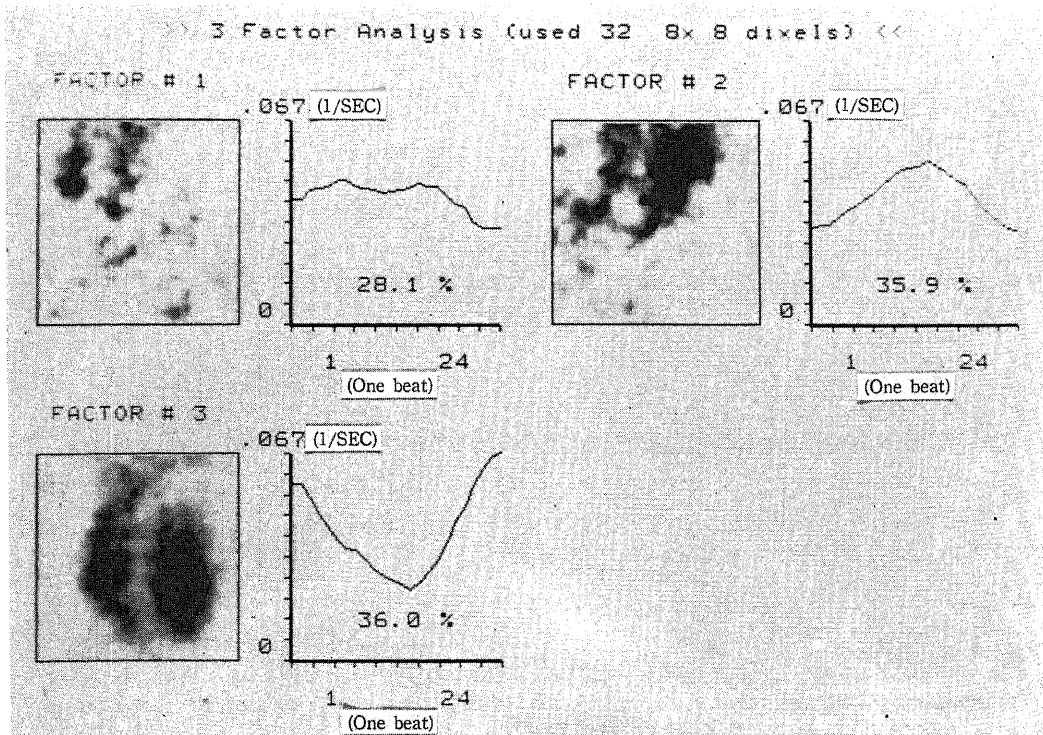 >> 3 Factor Analysis (used 32 8x 8 dixels) <<
FACTOR # 1
.067 (1/SEC)
28.1 %
0
1 24
(One beat)
FACTOR # 2
.067 (1/SEC)
35.9 %
0
1 24
(One beat)
FACTOR # 3
.067 (1/SEC)
36.0 %
0
1 24
(One beat)